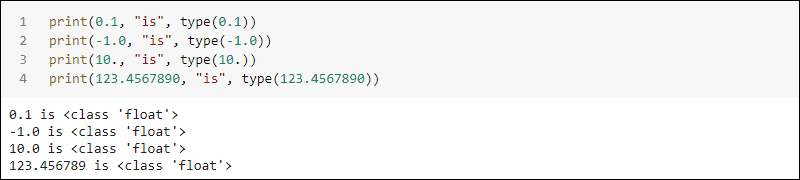 1 print(0.1, "is", type(0.1))
2 print(-1.0, "is", type(-1.0))
3 print(10., "is", type(10.))
4 print(123.4567890, "is", type(123.4567890))
0.1 is <class 'float'>
-1.0 is <class 'float'>
10.0 is <class 'float'>
123.456789 is <class 'float'>